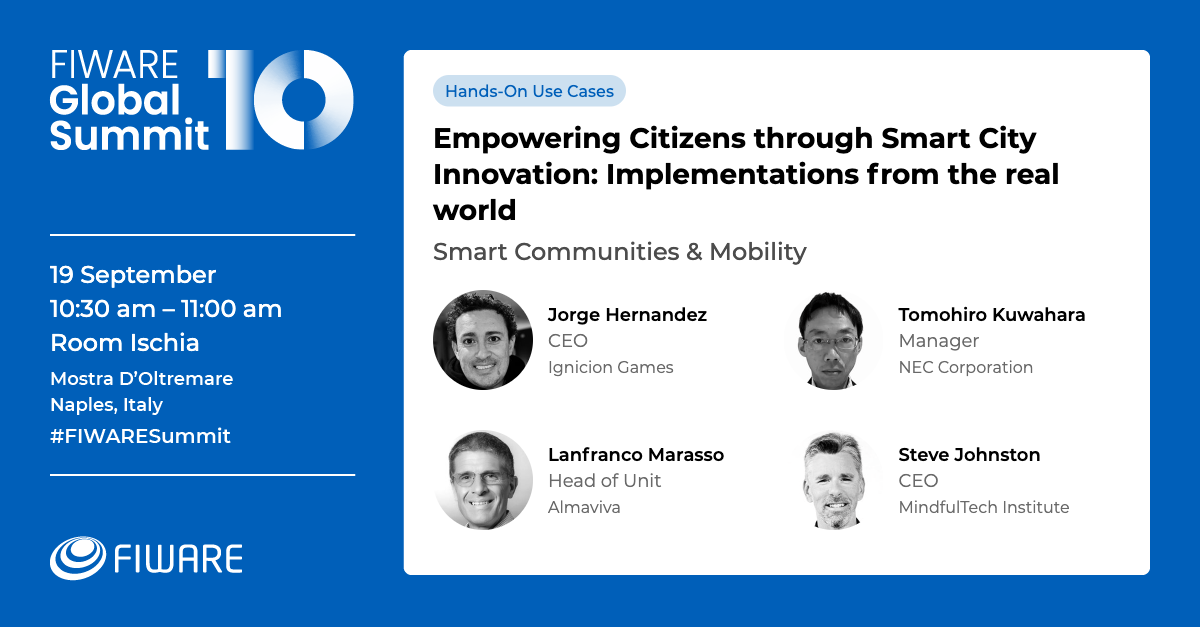 FIWARE
Global
Summit
10
19 September
10:30 am – 11:00 am
Room Ischia
Mostra D’Oltremare
Naples, Italy
#FIWARESummit
FIWARE
Hands-On Use Cases
Empowering Citizens through Smart City
Innovation: Implementations from the real
world
Smart Communities & Mobility
Jorge Hernandez
CEO
Ignicion Games
Tomohiro Kuwahara
Manager
NEC Corporation
Lanfranco Marasso
Head of Unit
Almaviva
Steve Johnston
CEO
MindfulTech Institute